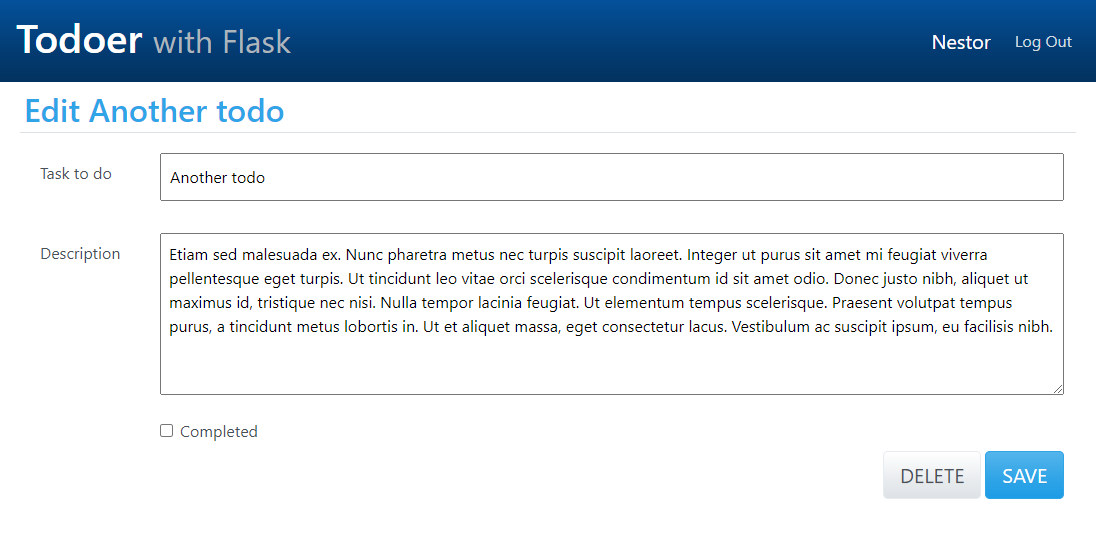 Todoer with Flask
Nestor
Log Out
Edit Another todo
Task to do
Another todo
Description
Etiam sed malesuada ex. Nunc pharetra metus nec turpis suscipit laoreet. Integer ut purus sit amet mi feugiat viverra
pellentesque eget turpis. Ut tincidunt leo vitae orci scelerisque condimentum id sit amet odio. Donec justo nibh, aliquet ut
maximus id, tristique nec nisi. Nulla tempor lacinia feugiat. Ut elementum tempus scelerisque. Praesent volutpat tempus
purus, a tincidunt metus lobortis in. Ut et aliquet massa, eget consectetur lacus. Vestibulum ac suscipit ipsum, eu facilisis nibh.
Completed
DELETE
SAVE